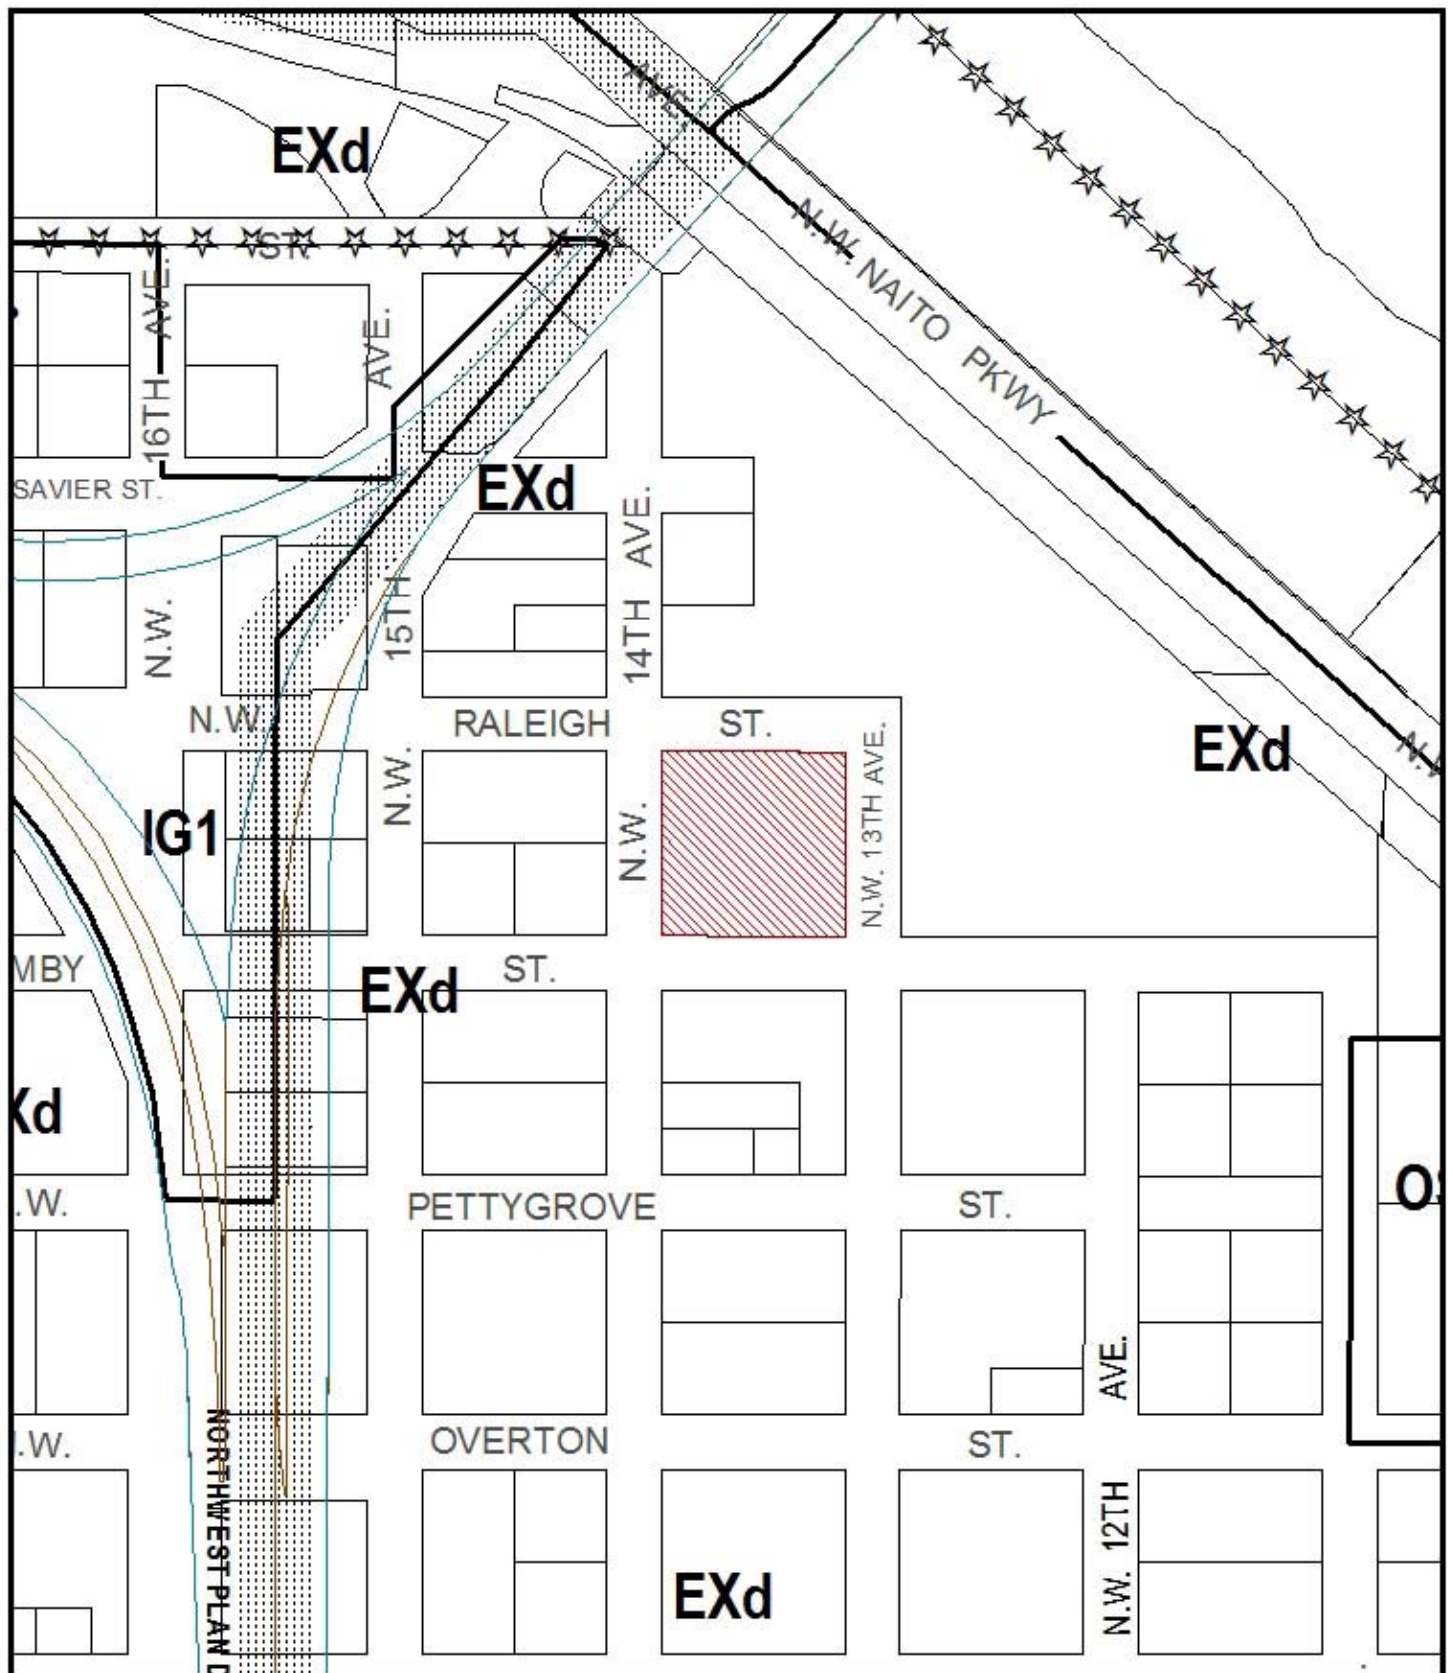 AVE.
EXd
N.W. NAITO PKWY
ST.
16TH AVE.
AVE.
SAVIER ST.
EXd
N.W.
15TH
14TH AVE.
N.W. RALEIGH ST.
EXd
N.W.
IG1
N.W.
N.W.
N.W. 13TH AVE.
MBY ST.
EXd
Xd
.W. PETTYGROVE ST.
AVE.
.W. OVERTON ST.
NORTHWEST PLAN
N.W. 12TH
EXd